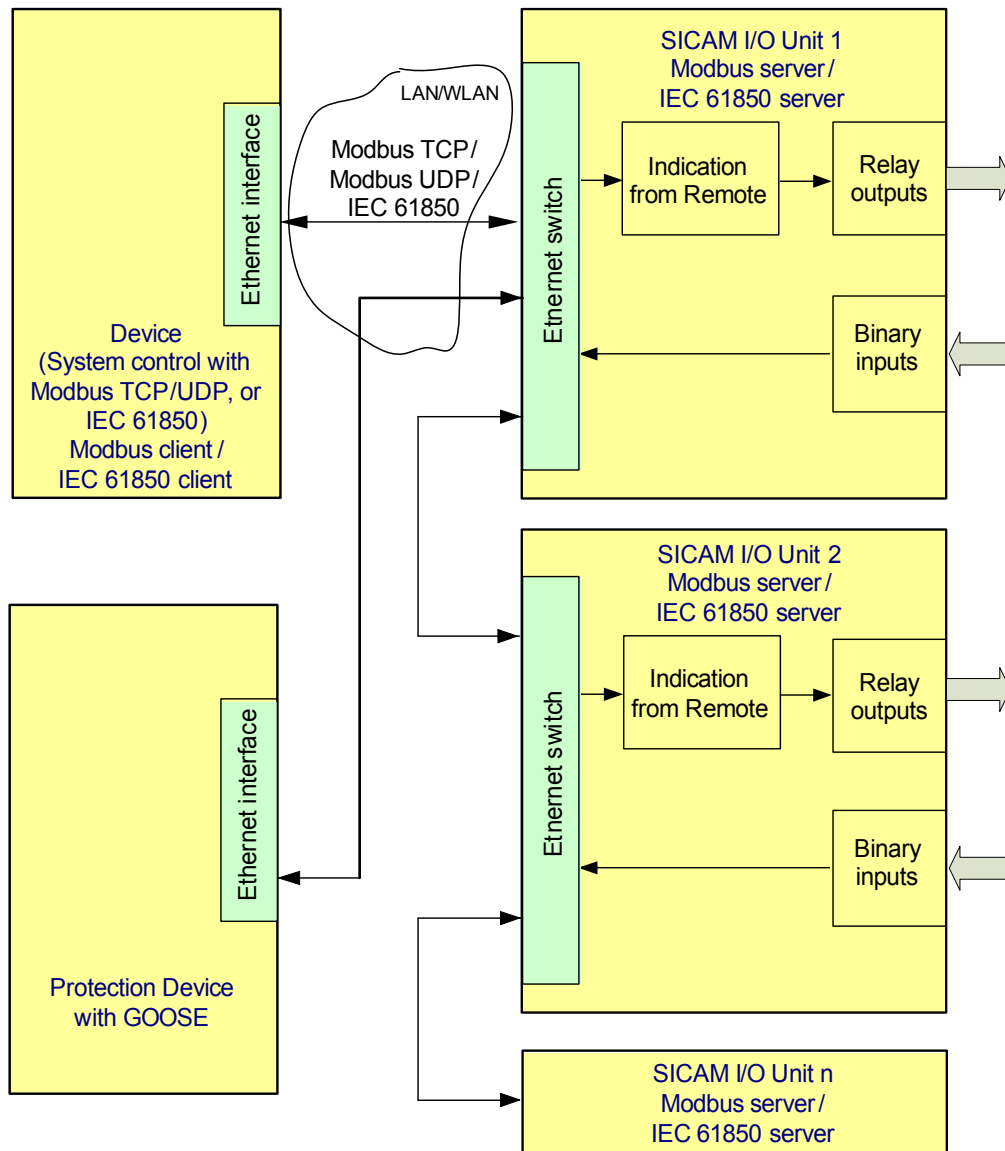 SICAM I/O Unit 1
Modbus server /
IEC 61850 server
LAN/WLAN
Modbus TCP/
Modbus UDP/
IEC 61850
Ethernet interface
Etnernet switch
Indication
from Remote
Relay
outputs
Binary
inputs
Device
(System control with
Modbus TCP/UDP, or
IEC 61850)
Modbus client /
IEC 61850 client
SICAM I/O Unit 2
Modbus server /
IEC 61850 server
Etnernet switch
Indication
from Remote
Relay
outputs
Binary
inputs
Ethernet interface
Protection Device
with GOOSE
SICAM I/O Unit n
Modbus server /
IEC 61850 server